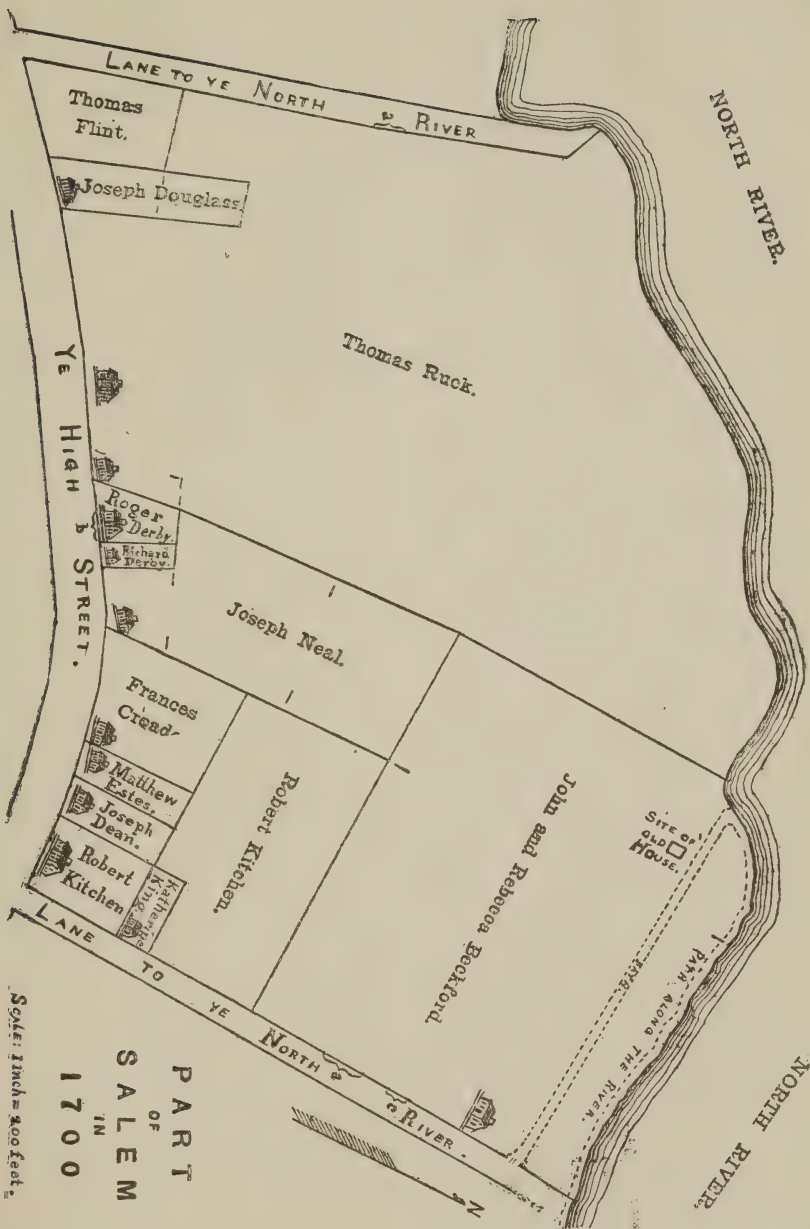 NORTH RIVER.
LANE TO YE NORTH a RIVER
Thomas
Flint.
Joseph Douglass.
Thomas Ruck.
YE HIGH b STREET.
Roger
Derby.
Richard
Derby.
Joseph Neal.
Frances
Croad
Matthew
Estes.
Joseph
Dean.
Robert
Kitchen
Katherine
King.
Robert Kitchen.
John and Rebecca Beckford.
SITE OF
OLD
HOUSE.
PATH.
PATH ALONG THE RIVER.
NORTH RIVER.
LANE TO YE NORTH a a RIVER.
N
PART
OF
SALEM
IN
1700
SCALE: 1 inch = 200 feet.